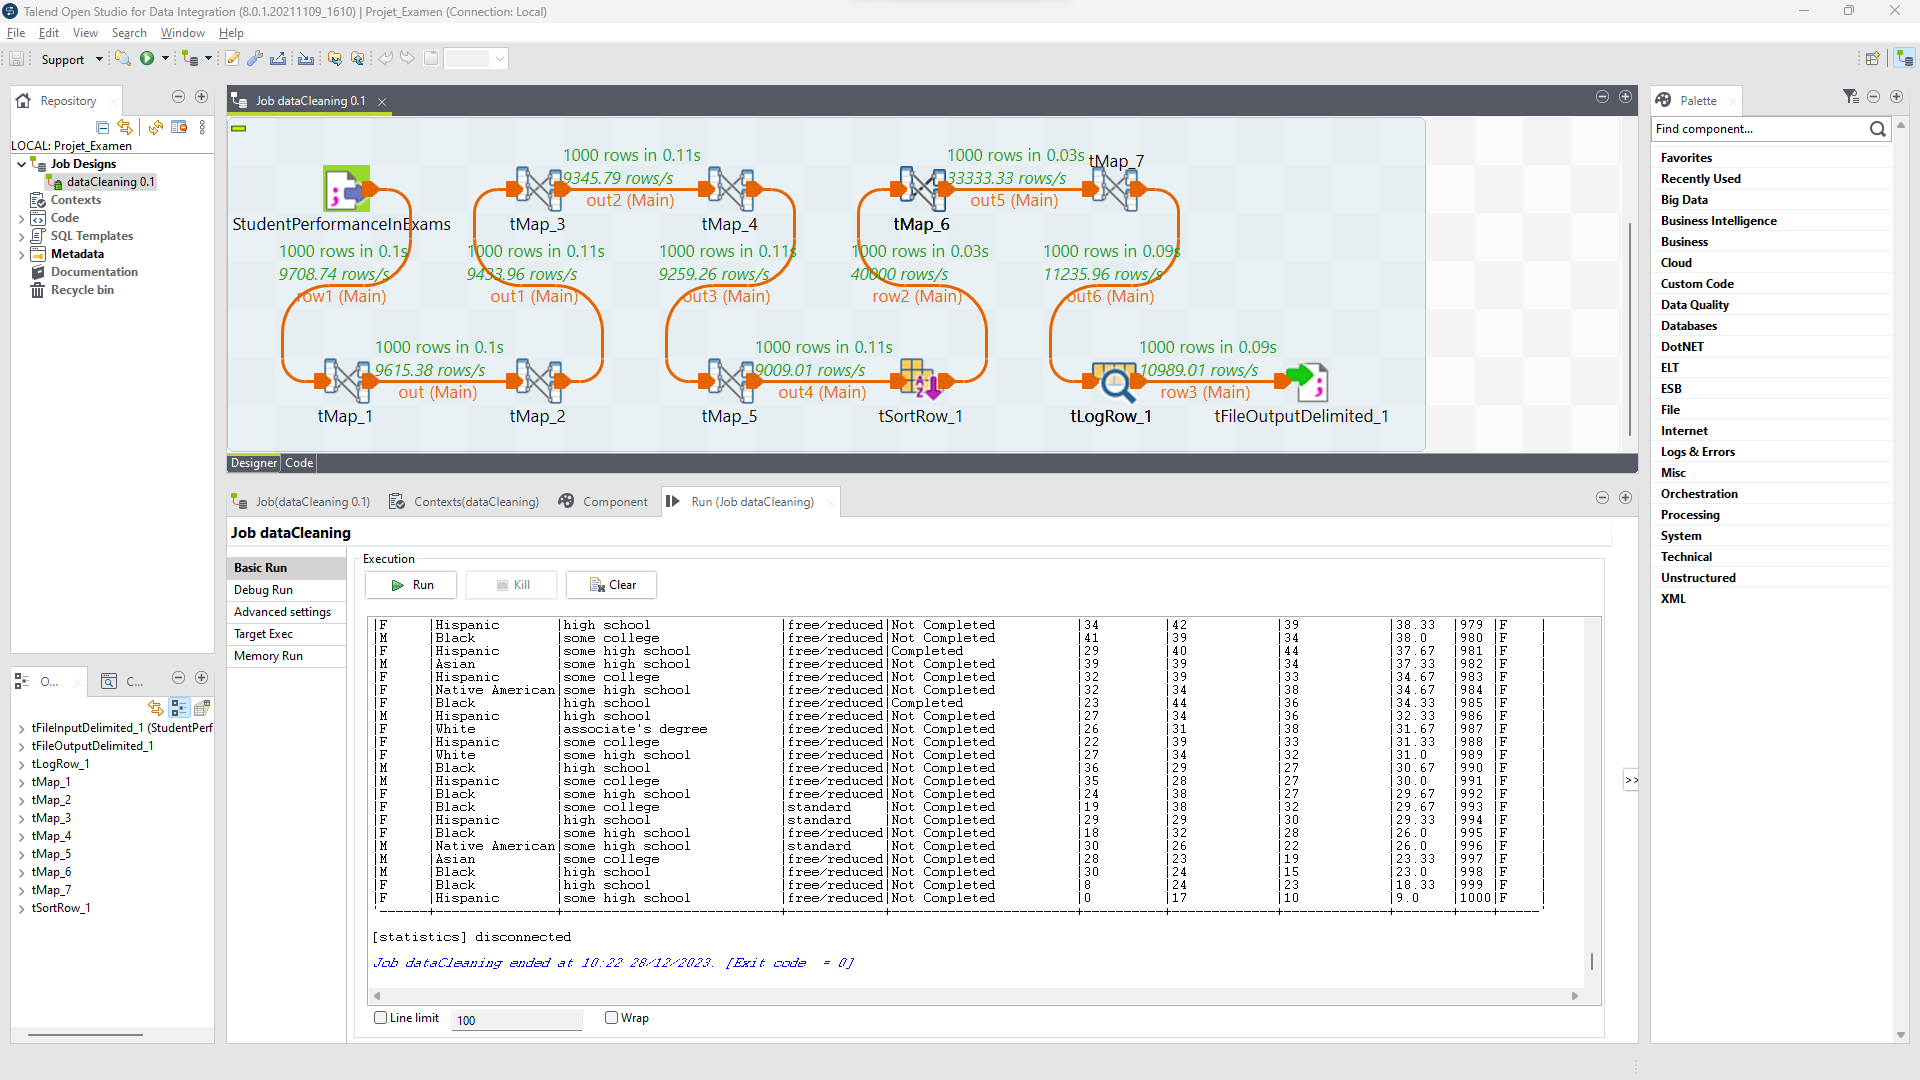 Talend Open Studio for Data Integration (8.0.1.20211109_1610) | Projet_Examen (Connection: Local)
File Edit View Search Window Help
Support
Repository
LOCAL: Projet_Examen
Job Designs
dataCleaning 0.1
Contexts
Code
SQL Templates
Metadata
Documentation
Recycle bin
Job dataCleaning 0.1
1000 rows in 0.11s
9345.79 rows/s
out2 (Main)
1000 rows in 0.03s
33333.33 rows/s
out5 (Main)
tMap_7
StudentPerformanceInExams
tMap_3
tMap_4
tMap_6
1000 rows in 0.1s
9708.74 rows/s
row1 (Main)
1000 rows in 0.11s
9433.96 rows/s
out1 (Main)
1000 rows in 0.11s
9259.26 rows/s
out3 (Main)
1000 rows in 0.03s
40000 rows/s
row2 (Main)
1000 rows in 0.09s
11235.96 rows/s
out6 (Main)
1000 rows in 0.1s
9615.38 rows/s
out (Main)
1000 rows in 0.11s
9009.01 rows/s
out4 (Main)
1000 rows in 0.09s
10989.01 rows/s
row3 (Main)
tMap_1
tMap_2
tMap_5
tSortRow_1
tLogRow_1
tFileOutputDelimited_1
Designer Code
Job(dataCleaning 0.1) Contexts(dataCleaning) Component Run (Job dataCleaning)
Job dataCleaning
Basic Run
Debug Run
Advanced settings
Target Exec
Memory Run
Execution
Run Kill Clear
|F |Hispanic |high school |free/reduced|Not Completed |34 |42 |39 |38.33 |979 |F |
|M |Black |some college |free/reduced|Not Completed |41 |39 |34 |38.0 |980 |F |
|F |Hispanic |some high school |free/reduced|Completed |29 |40 |44 |37.67 |981 |F |
|M |Asian |some high school |free/reduced|Not Completed |39 |39 |34 |37.33 |982 |F |
|F |Hispanic |some college |free/reduced|Not Completed |32 |39 |33 |34.67 |983 |F |
|F |Native American|some high school |free/reduced|Not Completed |32 |34 |38 |34.67 |984 |F |
|F |Black |high school |free/reduced|Completed |23 |44 |36 |34.33 |985 |F |
|M |Hispanic |high school |free/reduced|Not Completed |27 |34 |36 |32.33 |986 |F |
|F |White |associate's degree |free/reduced|Not Completed |26 |31 |38 |31.67 |987 |F |
|F |Hispanic |some college |free/reduced|Not Completed |22 |39 |33 |31.33 |988 |F |
|F |White |some high school |free/reduced|Not Completed |27 |34 |32 |31.0 |989 |F |
|M |Black |high school |free/reduced|Not Completed |36 |29 |27 |30.67 |990 |F |
|M |Hispanic |some college |free/reduced|Not Completed |35 |28 |27 |30.0 |991 |F |
|F |Black |some high school |free/reduced|Not Completed |24 |38 |27 |29.67 |992 |F |
|F |Black |some college |standard |Not Completed |19 |38 |32 |29.67 |993 |F |
|F |Hispanic |high school |standard |Not Completed |29 |29 |30 |29.33 |994 |F |
|F |Black |some high school |free/reduced|Not Completed |18 |32 |28 |26.0 |995 |F |
|M |Native American|some high school |standard |Not Completed |30 |26 |22 |26.0 |996 |F |
|M |Asian |some college |free/reduced|Not Completed |28 |23 |19 |23.33 |997 |F |
|M |Black |high school |free/reduced|Not Completed |30 |24 |15 |23.0 |998 |F |
|F |Black |high school |free/reduced|Not Completed |8 |24 |23 |18.33 |999 |F |
|F |Hispanic |some high school |free/reduced|Not Completed |0 |17 |10 |9.0 |1000|F |
[statistics] disconnected
Job dataCleaning ended at 10:22 28/12/2023. [Exit code = 0]
Line limit 100 Wrap
>>
O... C...
tFileInputDelimited_1 (StudentPerf
tFileOutputDelimited_1
tLogRow_1
tMap_1
tMap_2
tMap_3
tMap_4
tMap_5
tMap_6
tMap_7
tSortRow_1
Palette
Find component...
Favorites
Recently Used
Big Data
Business Intelligence
Business
Cloud
Custom Code
Data Quality
Databases
DotNET
ELT
ESB
File
Internet
Logs & Errors
Misc
Orchestration
Processing
System
Technical
Unstructured
XML